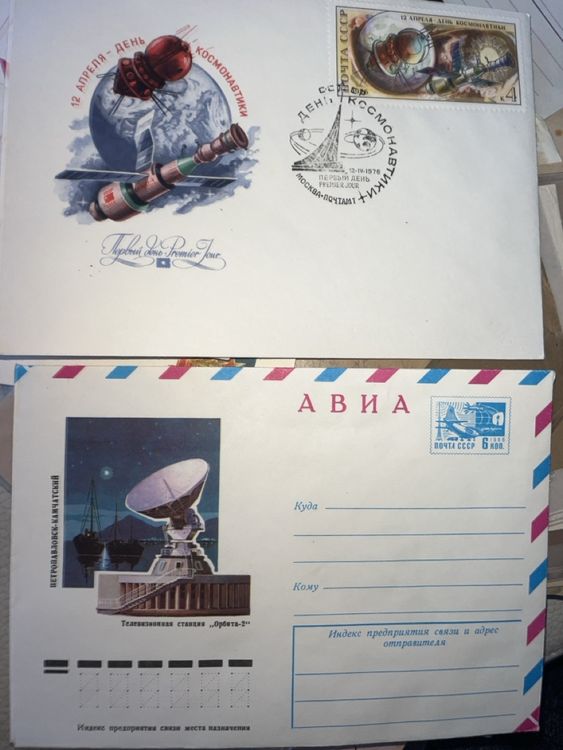 12 АПРЕЛЯ - ДЕНЬ КОСМОНАВТИКИ
Первый день · Premier Jour
ПОЧТА СССР
12 АПРЕЛЯ - ДЕНЬ КОСМОНАВТИКИ
К 4
ДЕНЬ КОСМОНАВТИКИ
12-IV-1976
ПЕРВЫЙ ДЕНЬ
PREMIER JOUR
МОСКВА-ПОЧТАМТ
АВИА
ПОЧТА СССР
6 КОП.
ПЕТРОПАВЛОВСК-КАМЧАТСКИЙ
Телевизионная станция „Орбита-2"
Куда
Кому
Индекс предприятия связи и адрес
отправителя
Индекс предприятия связи места назначения